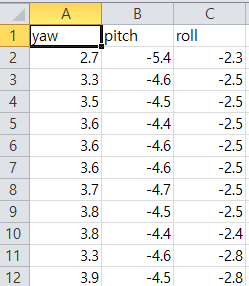 A B C
1 yaw pitch roll
2 2.7 -5.4 -2.3
3 3.3 -4.6 -2.5
4 3.5 -4.5 -2.5
5 3.6 -4.4 -2.5
6 3.6 -4.6 -2.5
7 3.6 -4.6 -2.5
8 3.7 -4.7 -2.5
9 3.8 -4.5 -2.5
10 3.8 -4.4 -2.4
11 3.3 -4.6 -2.8
12 3.9 -4.5 -2.8